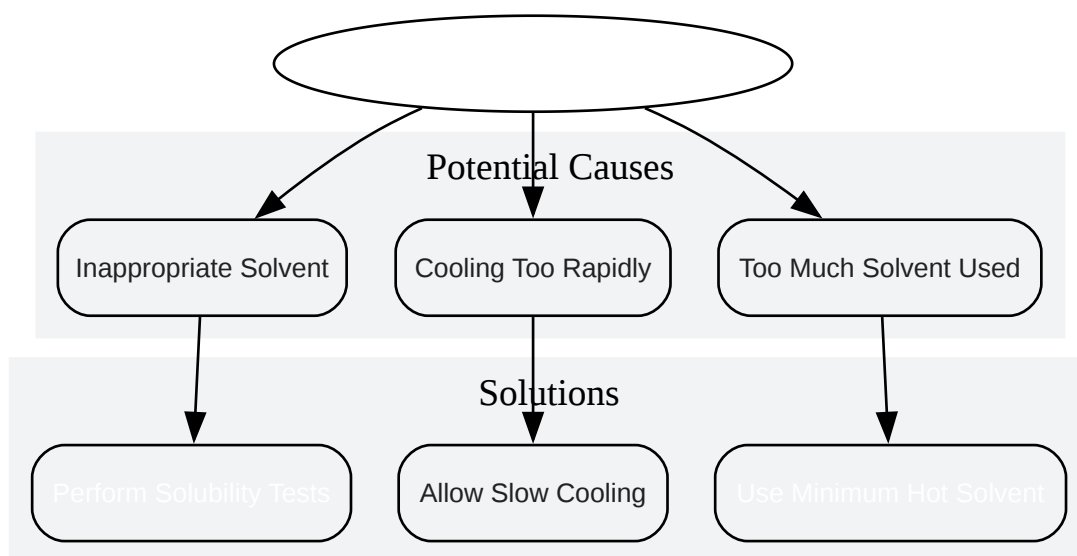 Potential Causes
Inappropriate Solvent
Cooling Too Rapidly
Too Much Solvent Used
Solutions
Perform Solubility Tests
Allow Slow Cooling
Use Minimum Hot Solvent